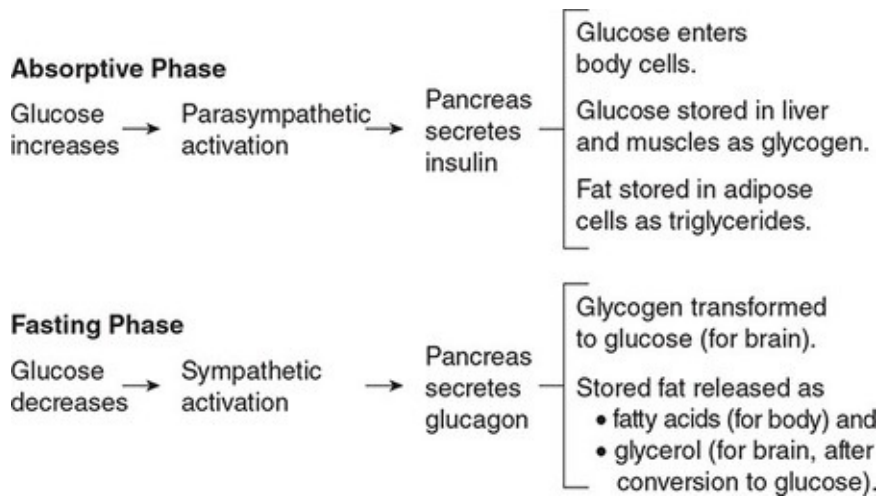 Absorptive Phase
Glucose
increases
Parasympathetic
activation
Pancreas
secretes
insulin
Glucose enters
body cells.
Glucose stored in liver
and muscles as glycogen.
Fat stored in adipose
cells as triglycerides.
Fasting Phase
Glucose
decreases
Sympathetic
activation
Pancreas
secretes
glucagon
Glycogen transformed
to glucose (for brain).
Stored fat released as
• fatty acids (for body) and
• glycerol (for brain, after
conversion to glucose).